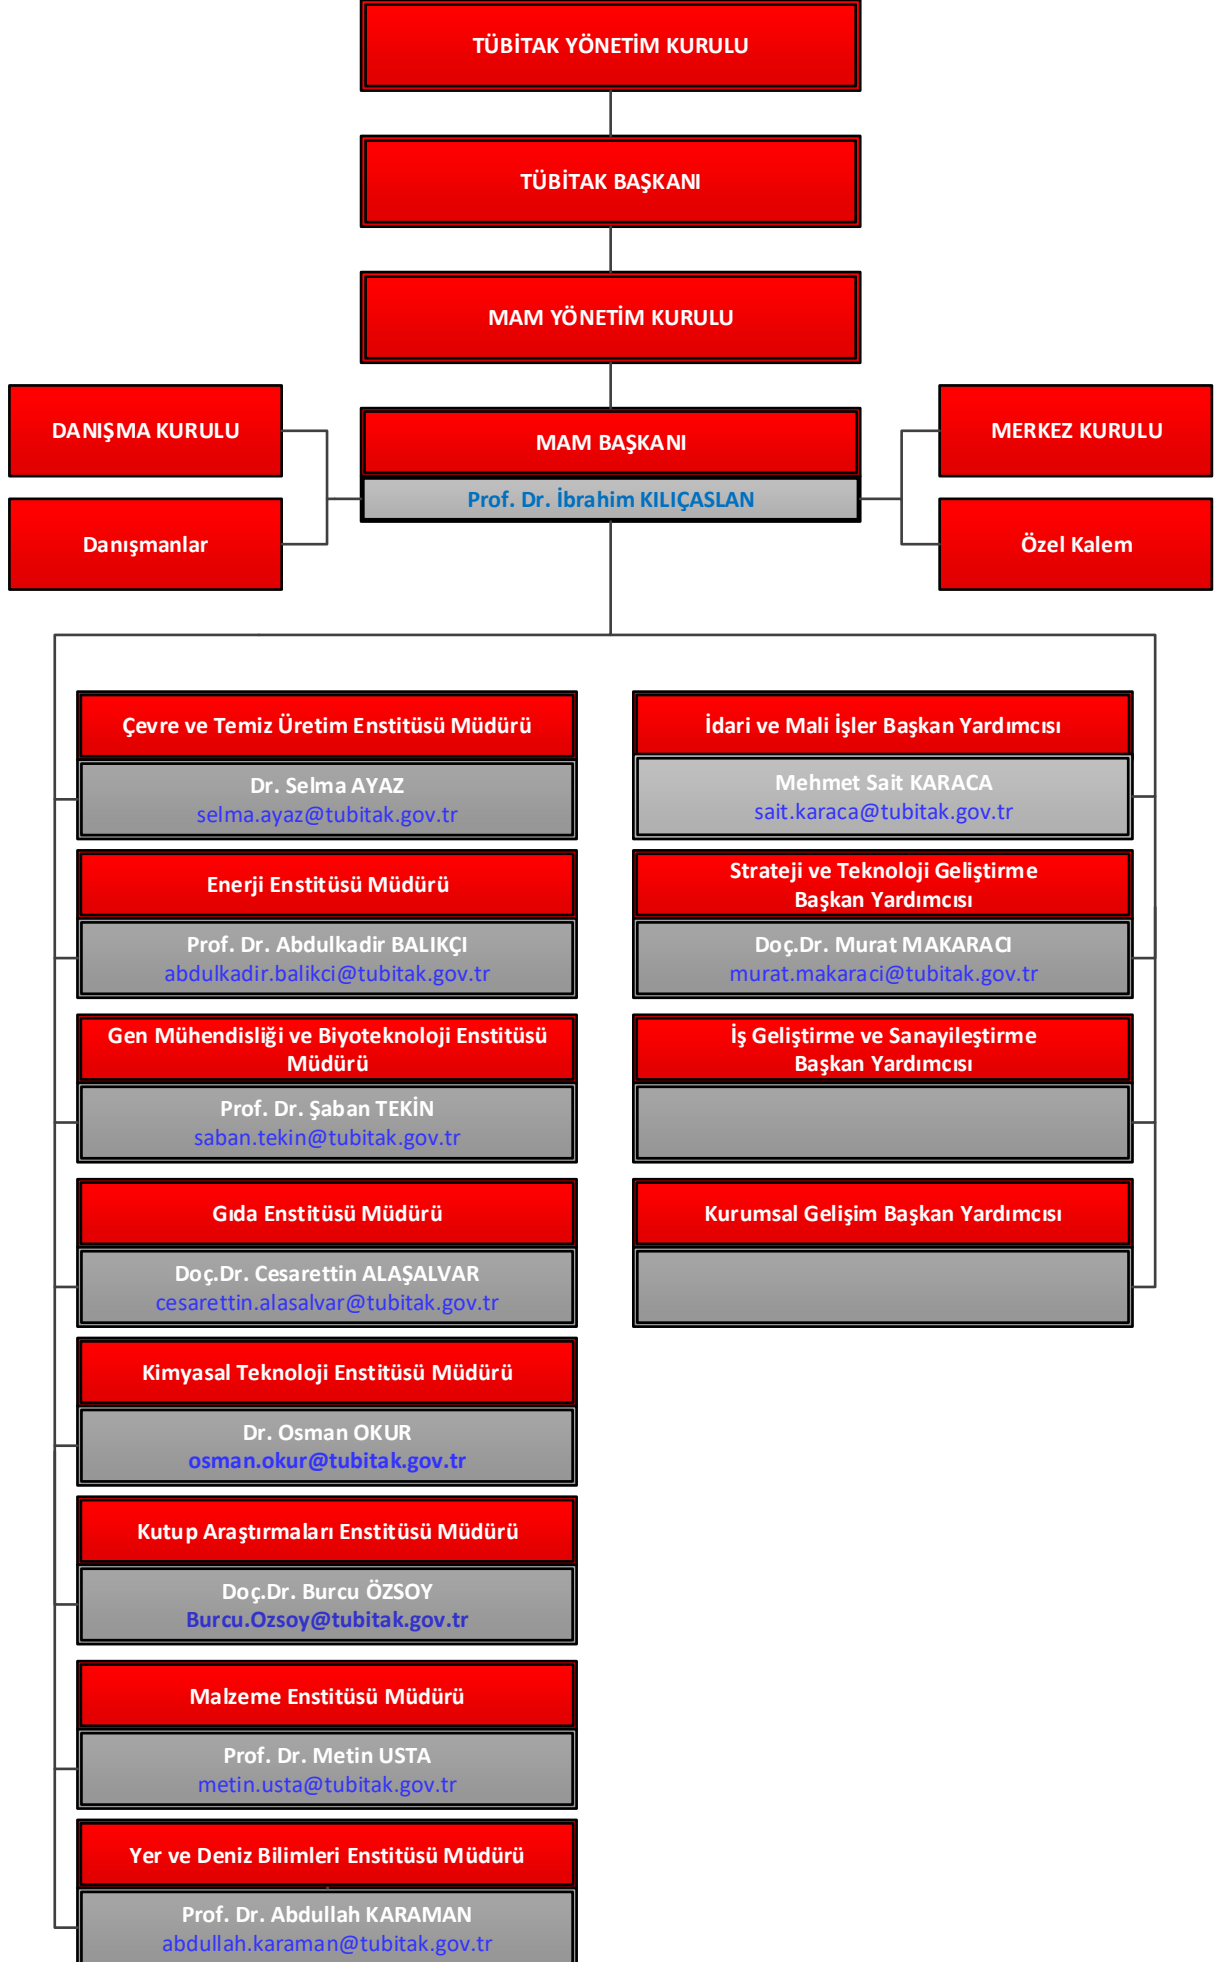 TÜBİTAK YÖNETİM KURULU
TÜBİTAK BAŞKANI
MAM YÖNETİM KURULU
DANIŞMA KURULU
MAM BAŞKANI
MERKEZ KURULU
Prof. Dr. İbrahim KILIÇASLAN
Danışmanlar
Özel Kalem
Çevre ve Temiz Üretim Enstitüsü Müdürü
Dr. Selma AYAZ
selma.ayaz@tubitak.gov.tr
Enerji Enstitüsü Müdürü
Prof. Dr. Abdulkadir BALIKÇI
abdulkadir.balikci@tubitak.gov.tr
Gen Mühendisliği ve Biyoteknoloji Enstitüsü
Müdürü
Prof. Dr. Şaban TEKİN
saban.tekin@tubitak.gov.tr
Gıda Enstitüsü Müdürü
Doç.Dr. Cesarettin ALAŞALVAR
cesarettin.alasalvar@tubitak.gov.tr
Kimyasal Teknoloji Enstitüsü Müdürü
Dr. Osman OKUR
osman.okur@tubitak.gov.tr
Kutup Araştırmaları Enstitüsü Müdürü
Doç.Dr. Burcu ÖZSOY
Burcu.Ozsoy@tubitak.gov.tr
Malzeme Enstitüsü Müdürü
Prof. Dr. Metin USTA
metin.usta@tubitak.gov.tr
Yer ve Deniz Bilimleri Enstitüsü Müdürü
Prof. Dr. Abdullah KARAMAN
abdullah.karaman@tubitak.gov.tr
İdari ve Mali İşler Başkan Yardımcısı
Mehmet Sait KARACA
sait.karaca@tubitak.gov.tr
Strateji ve Teknoloji Geliştirme
Başkan Yardımcısı
Doç.Dr. Murat MAKARACI
murat.makaraci@tubitak.gov.tr
İş Geliştirme ve Sanayileştirme
Başkan Yardımcısı
Kurumsal Gelişim Başkan Yardımcısı